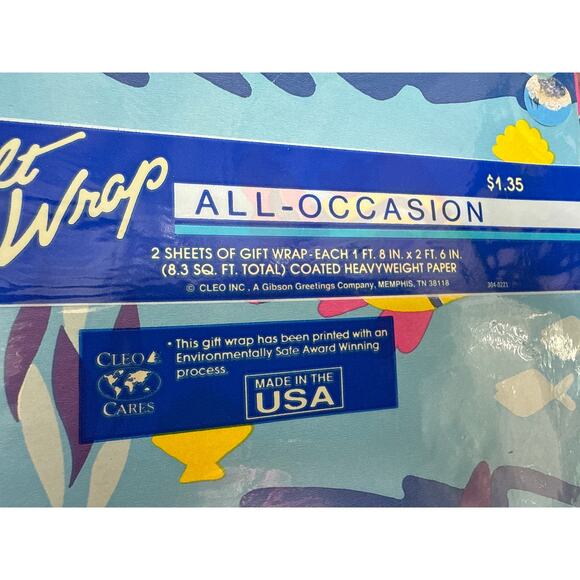 Wrap
$1.35
ALL-OCCASION
2 SHEETS OF GIFT WRAP-EACH 1 FT. 8 IN. x 2 FT. 6 IN.
(8.3 SQ. FT. TOTAL) COATED HEAVYWEIGHT PAPER
© CLEO INC., A Gibson Greetings Company, MEMPHIS, TN 38118
CLEO
CARES
• This gift wrap has been printed with an
Environmentally Safe Award Winning
process.
MADE IN THE
USA